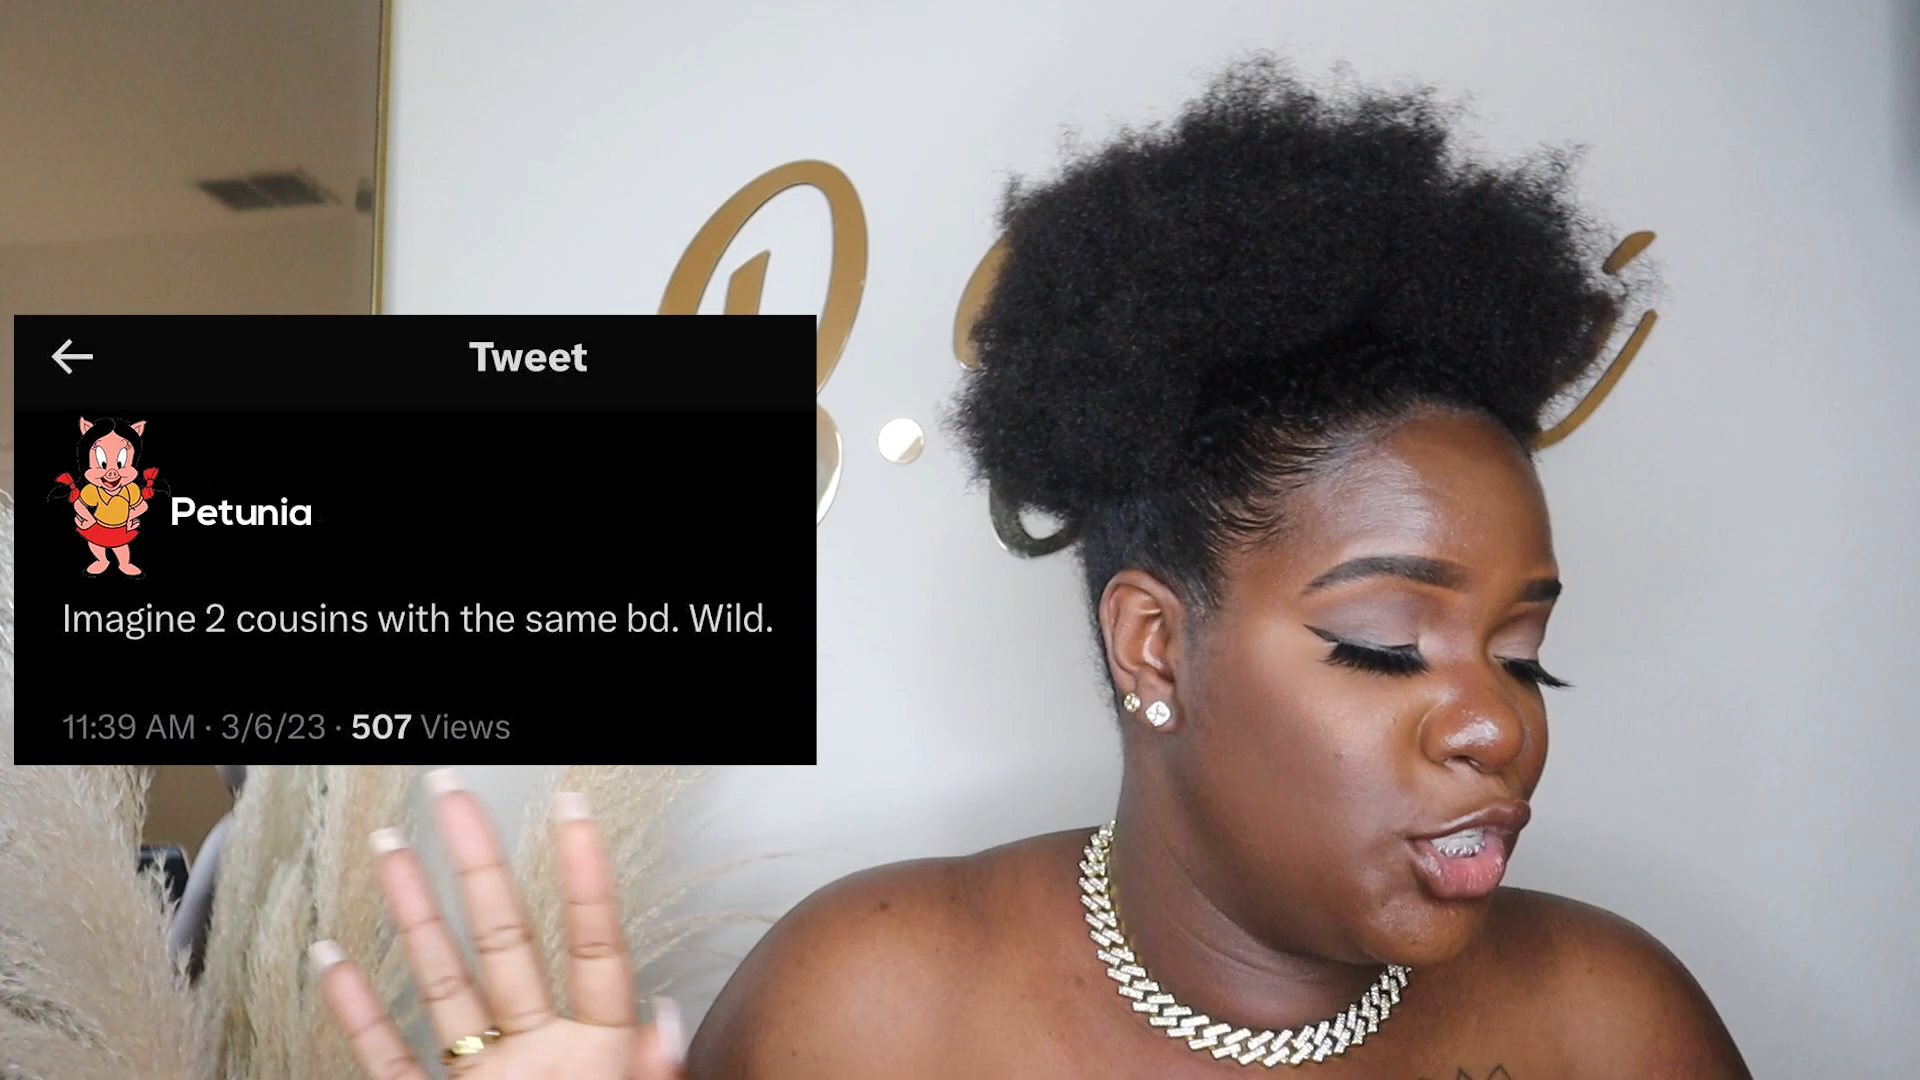 Tweet
Petunia
Imagine 2 cousins with the same bd. Wild.
11:39 AM · 3/6/23 · 507 Views